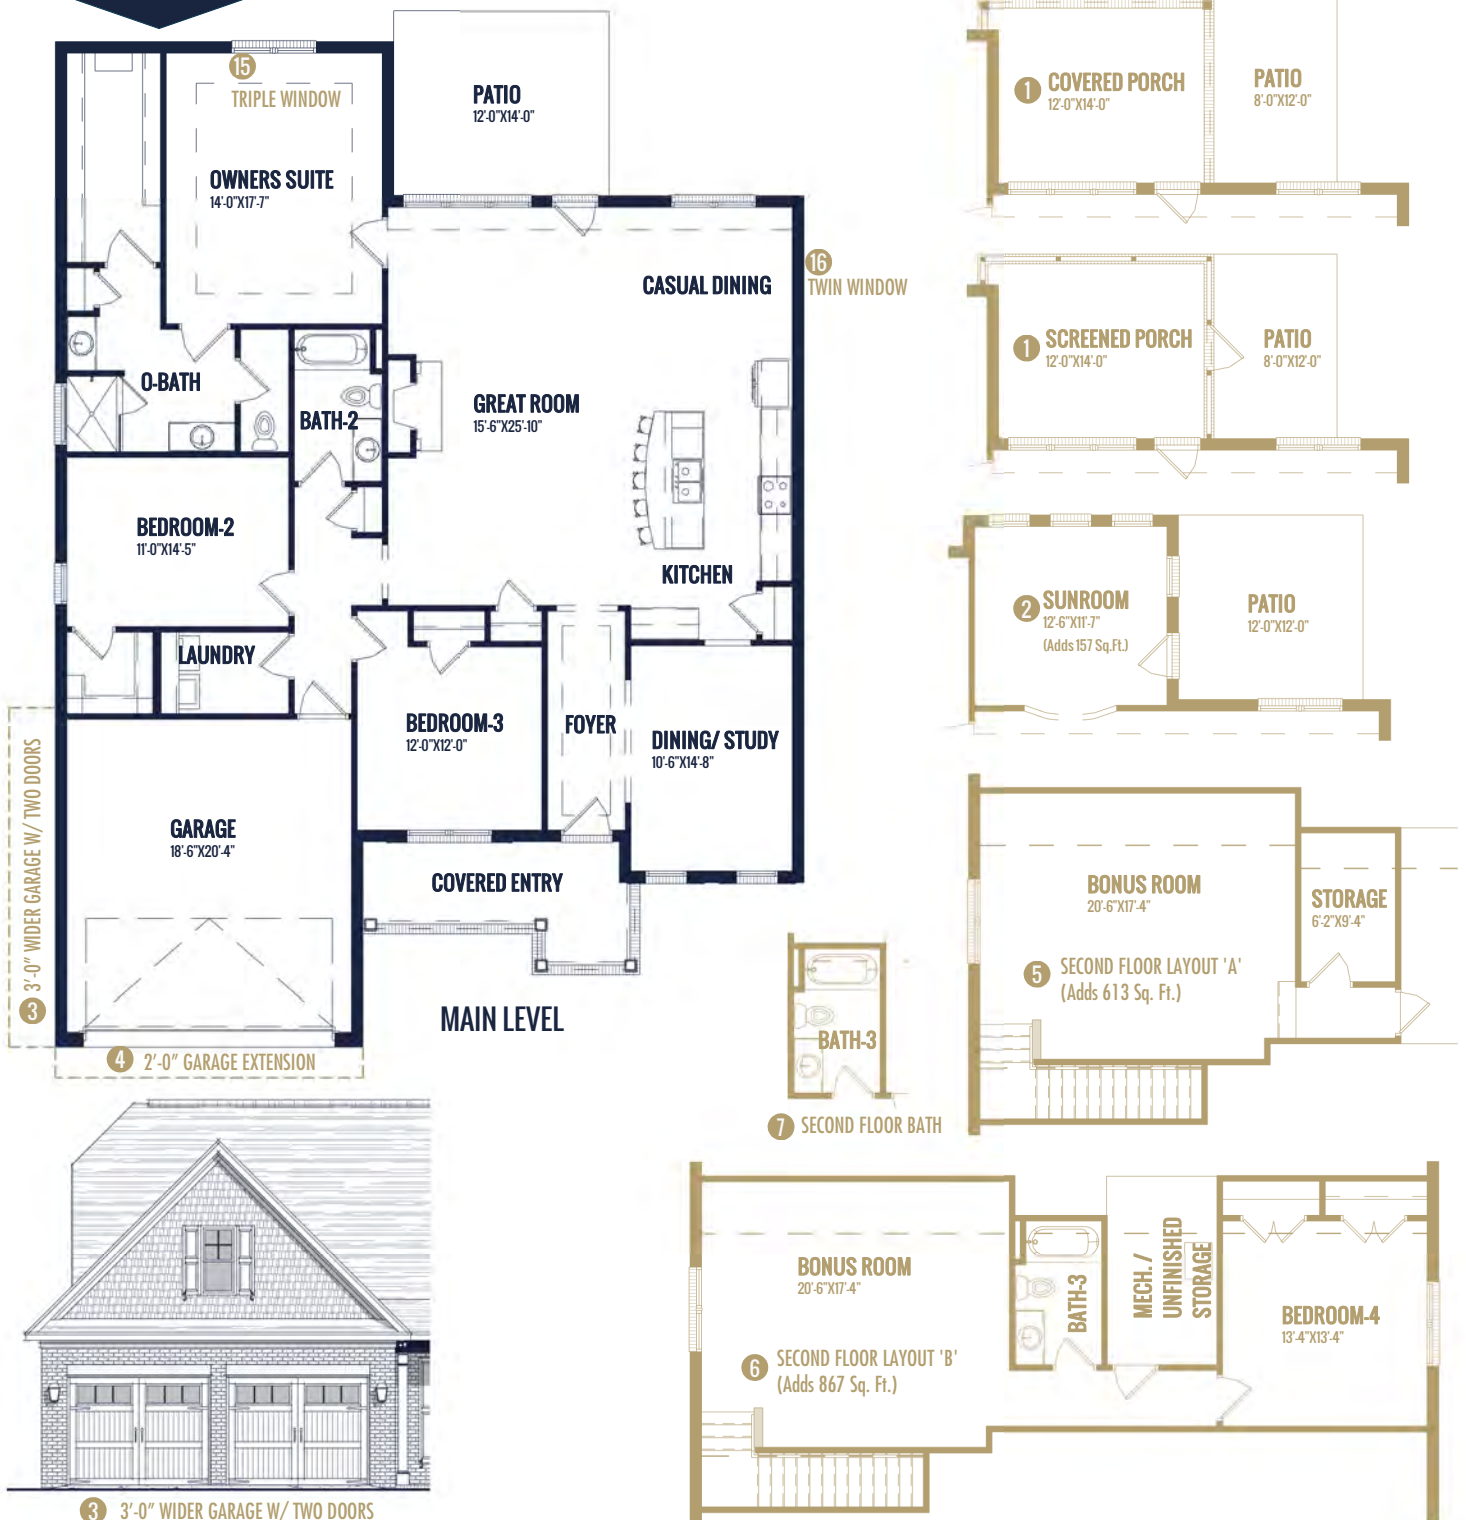 15
TRIPLE WINDOW
PATIO
12'-0"X14'-0"
OWNERS SUITE
14'-0"X17'-7"
CASUAL DINING
16
TWIN WINDOW
O-BATH
BATH-2
GREAT ROOM
15'-6"X25'-10"
BEDROOM-2
11'-0"X14'-5"
KITCHEN
LAUNDRY
BEDROOM-3
12'-0"X12'-0"
FOYER
DINING/ STUDY
10'-6"X14'-8"
GARAGE
18'-6"X20'-4"
COVERED ENTRY
3'-0" WIDER GARAGE W/ TWO DOORS
3
4 2'-0" GARAGE EXTENSION
MAIN LEVEL
3 3'-0" WIDER GARAGE W/ TWO DOORS
1 COVERED PORCH
12'-0"X14'-0"
PATIO
8'-0"X12'-0"
1 SCREENED PORCH
12'-0"X14'-0"
PATIO
8'-0"X12'-0"
2 SUNROOM
12'-6"X11'-7"
(Adds 157 Sq.Ft.)
PATIO
12'-0"X12'-0"
BONUS ROOM
20'-6"X17'-4"
STORAGE
6'-2"X9'-4"
5 SECOND FLOOR LAYOUT 'A'
(Adds 613 Sq. Ft.)
BATH-3
7 SECOND FLOOR BATH
BONUS ROOM
20'-6"X17'-4"
6 SECOND FLOOR LAYOUT 'B'
(Adds 867 Sq. Ft.)
BATH-3
MECH. /
UNFINISHED
STORAGE
BEDROOM-4
13'-4"X13'-4"